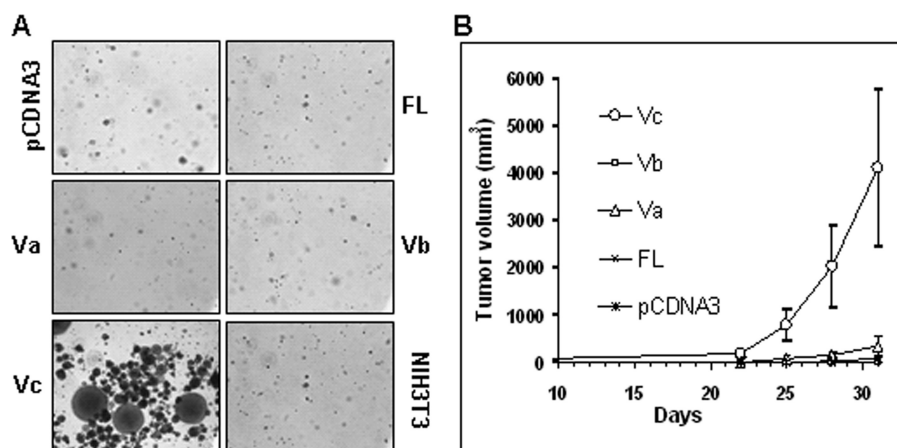 A
pCDNA3
FL
Va
Vb
Vc
NIH3T3
B
Tumor volume (mm3)
6000
5000
4000
3000
2000
1000
0
Vc
Vb
Va
FL
pCDNA3
10 15 20 25 30
Days